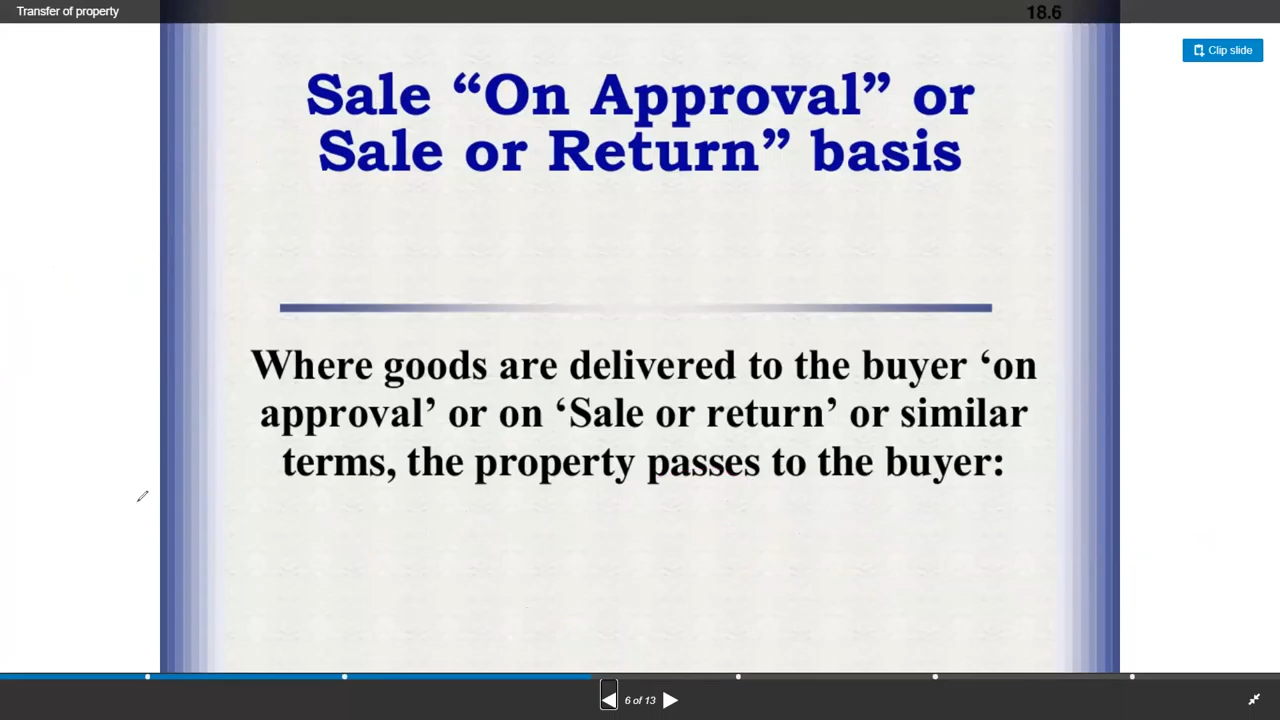 Transfer of property
18.6
Clip slide
Sale “On Approval” or
Sale or Return” basis
Where goods are delivered to the buyer ‘on
approval’ or on ‘Sale or return’ or similar
terms, the property passes to the buyer:
6 of 13